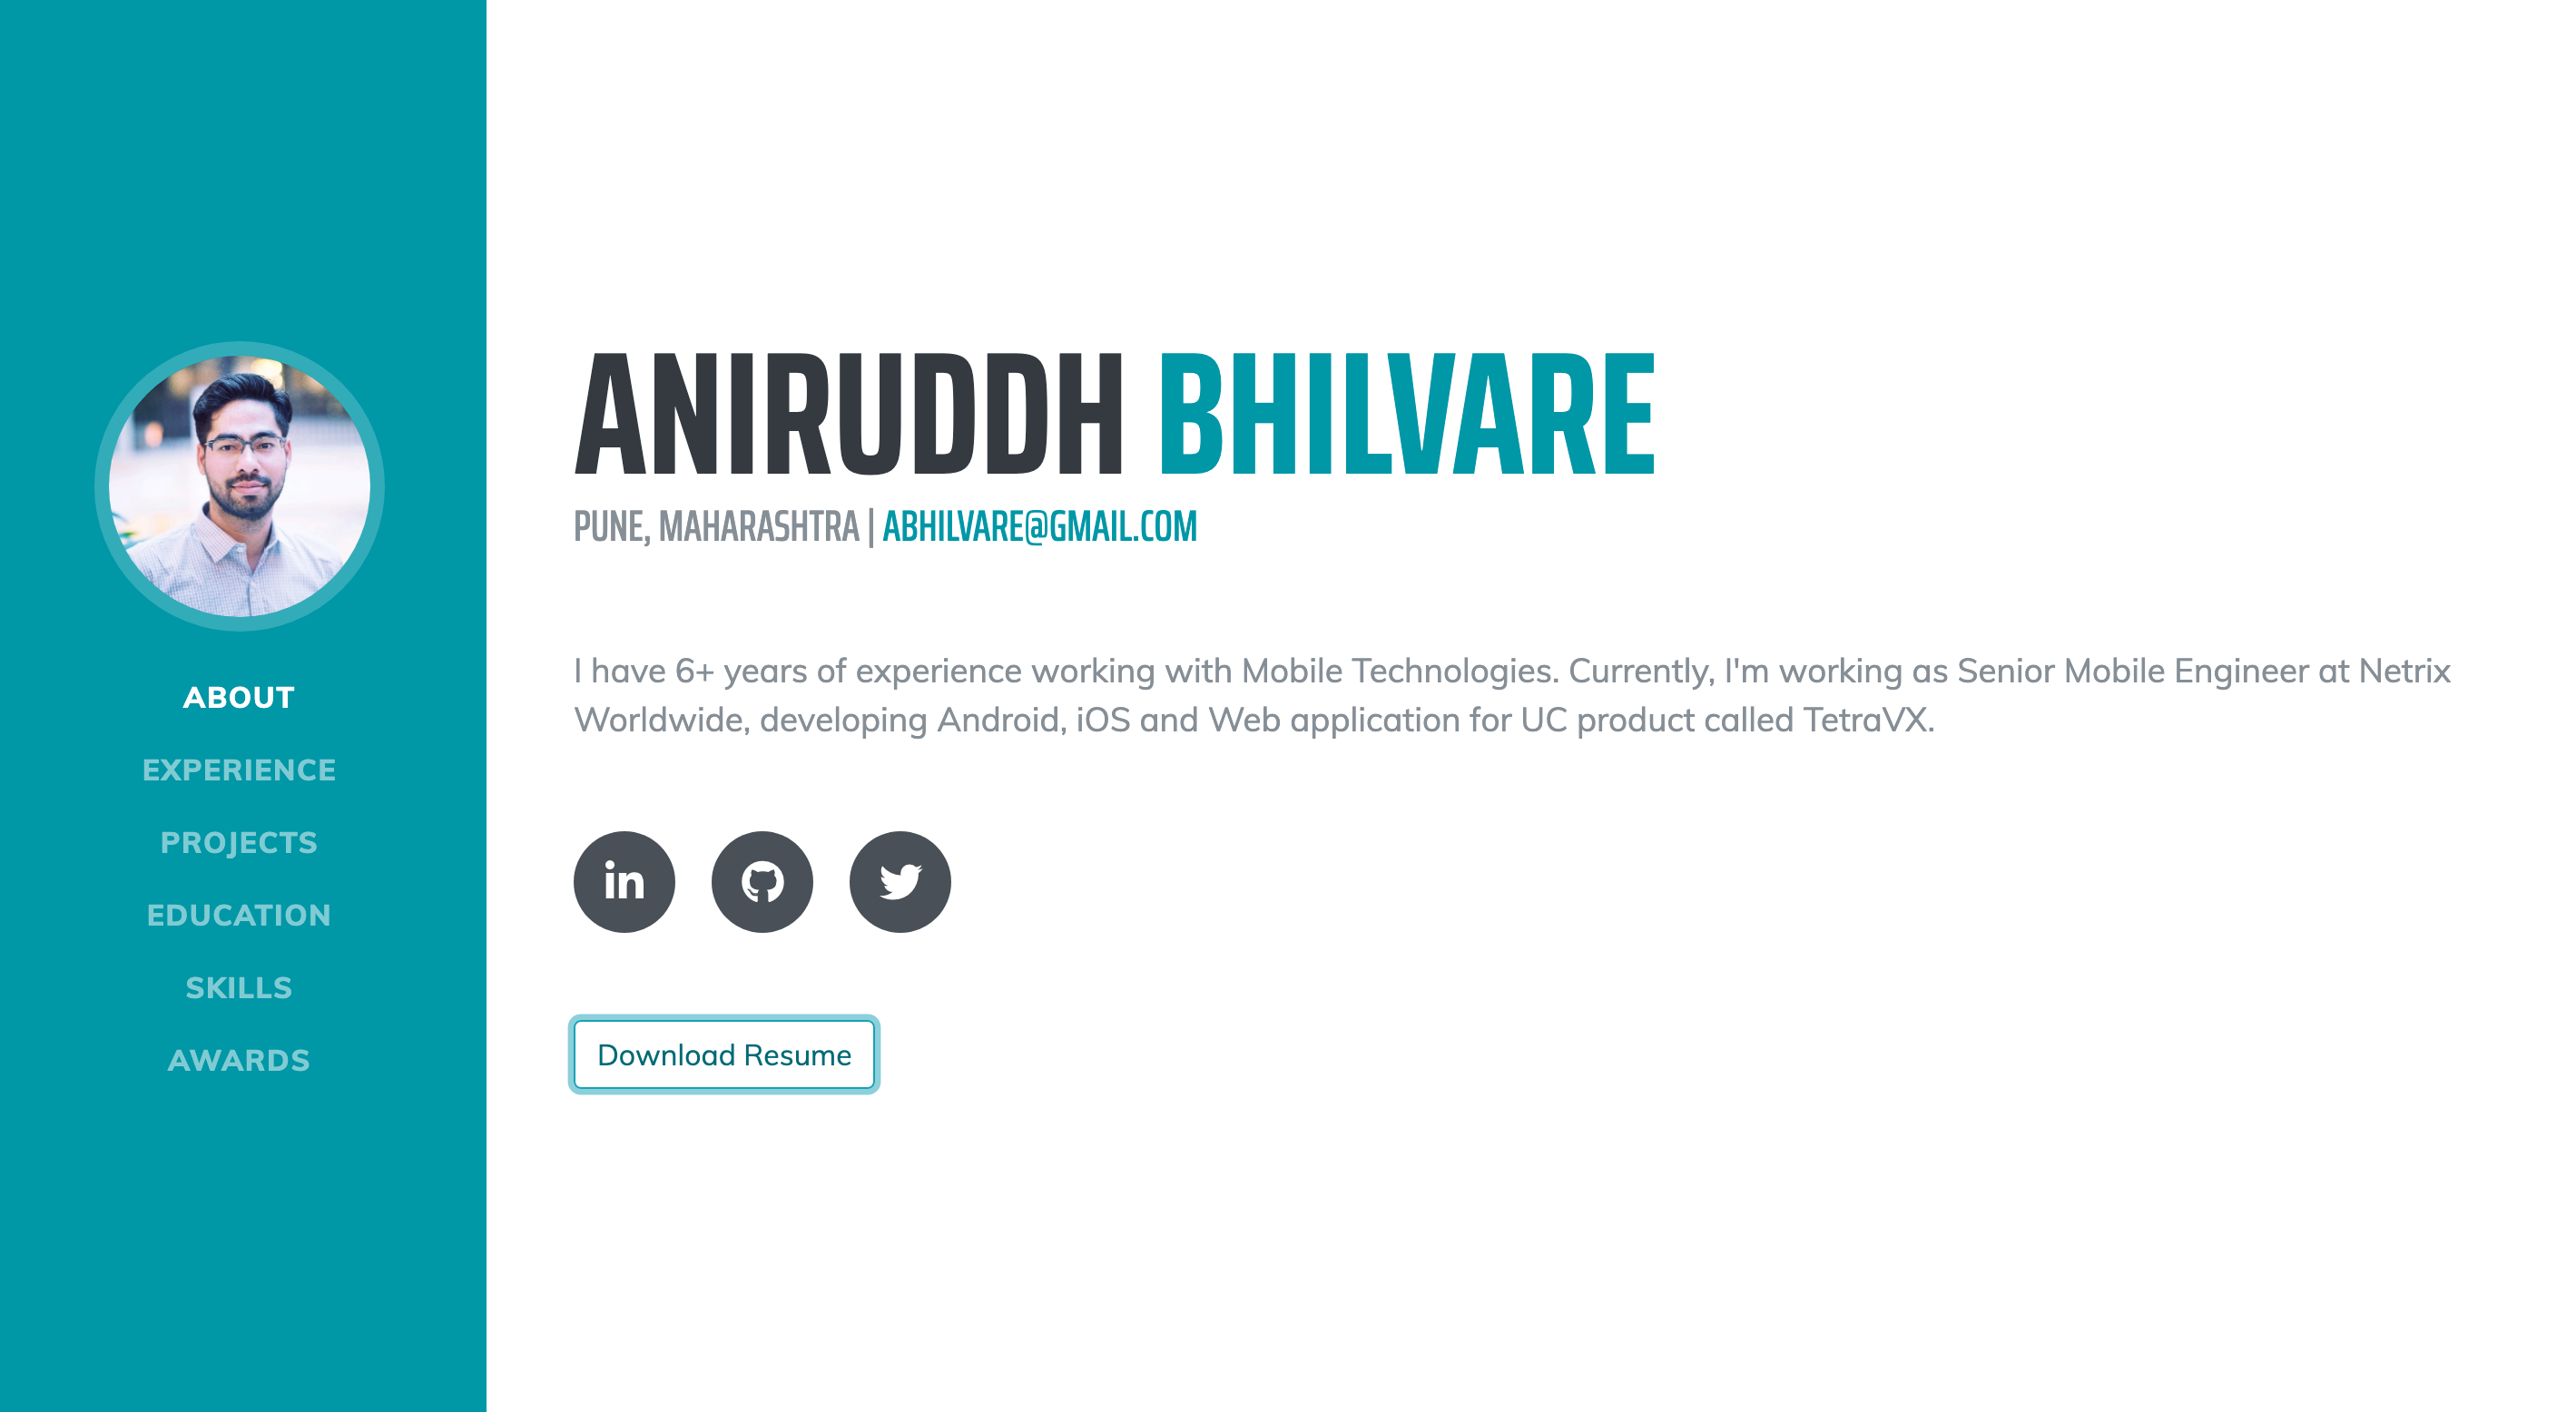 ABOUT
EXPERIENCE
PROJECTS
EDUCATION
SKILLS
AWARDS
ANIRUDDH BHILVARE
PUNE, MAHARASHTRA | ABHILVARE@GMAIL.COM
I have 6+ years of experience working with Mobile Technologies. Currently, I'm working as Senior Mobile Engineer at Netrix
Worldwide, developing Android, iOS and Web application for UC product called TetraVX.
in
Download Resume